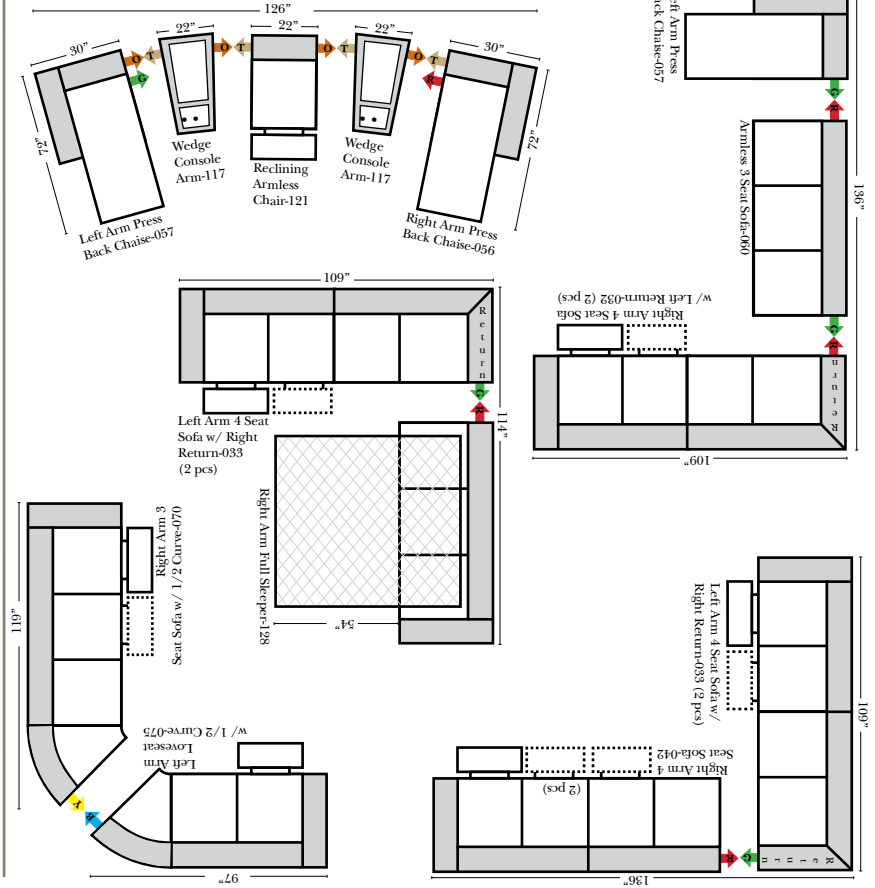 126”
30”
22”
22”
22”
30”
O
T
O
T
O
T
O
T
G
R
72”
72”
Wedge
Console
Arm-117
Reclining
Armless
Chair-121
Wedge
Console
Arm-117
Left Arm Press
Back Chaise-057
Right Arm Press
Back Chaise-056
Left Arm Press
Back Chaise-057
G
R
Armless 3 Seat Sofa-060
136”
G
R
Right Arm 4 Seat Sofa
w/ Left Return-032 (2 pcs)
Return
109”
109”
Return
G
R
114”
Left Arm 4 Seat
Sofa w/ Right
Return-033
(2 pcs)
Right Arm Full Sleeper-128
54”
119”
Right Arm 3
Seat Sofa w/ 1/2 Curve-070
Left Arm
Loveseat
w/ 1/2 Curve-075
Y
B
97”
Left Arm 4 Seat Sofa w/
Right Return-033 (2 pcs)
109”
Right Arm 4
Seat Sofa-042
(2 pcs)
R
G
Return
136”